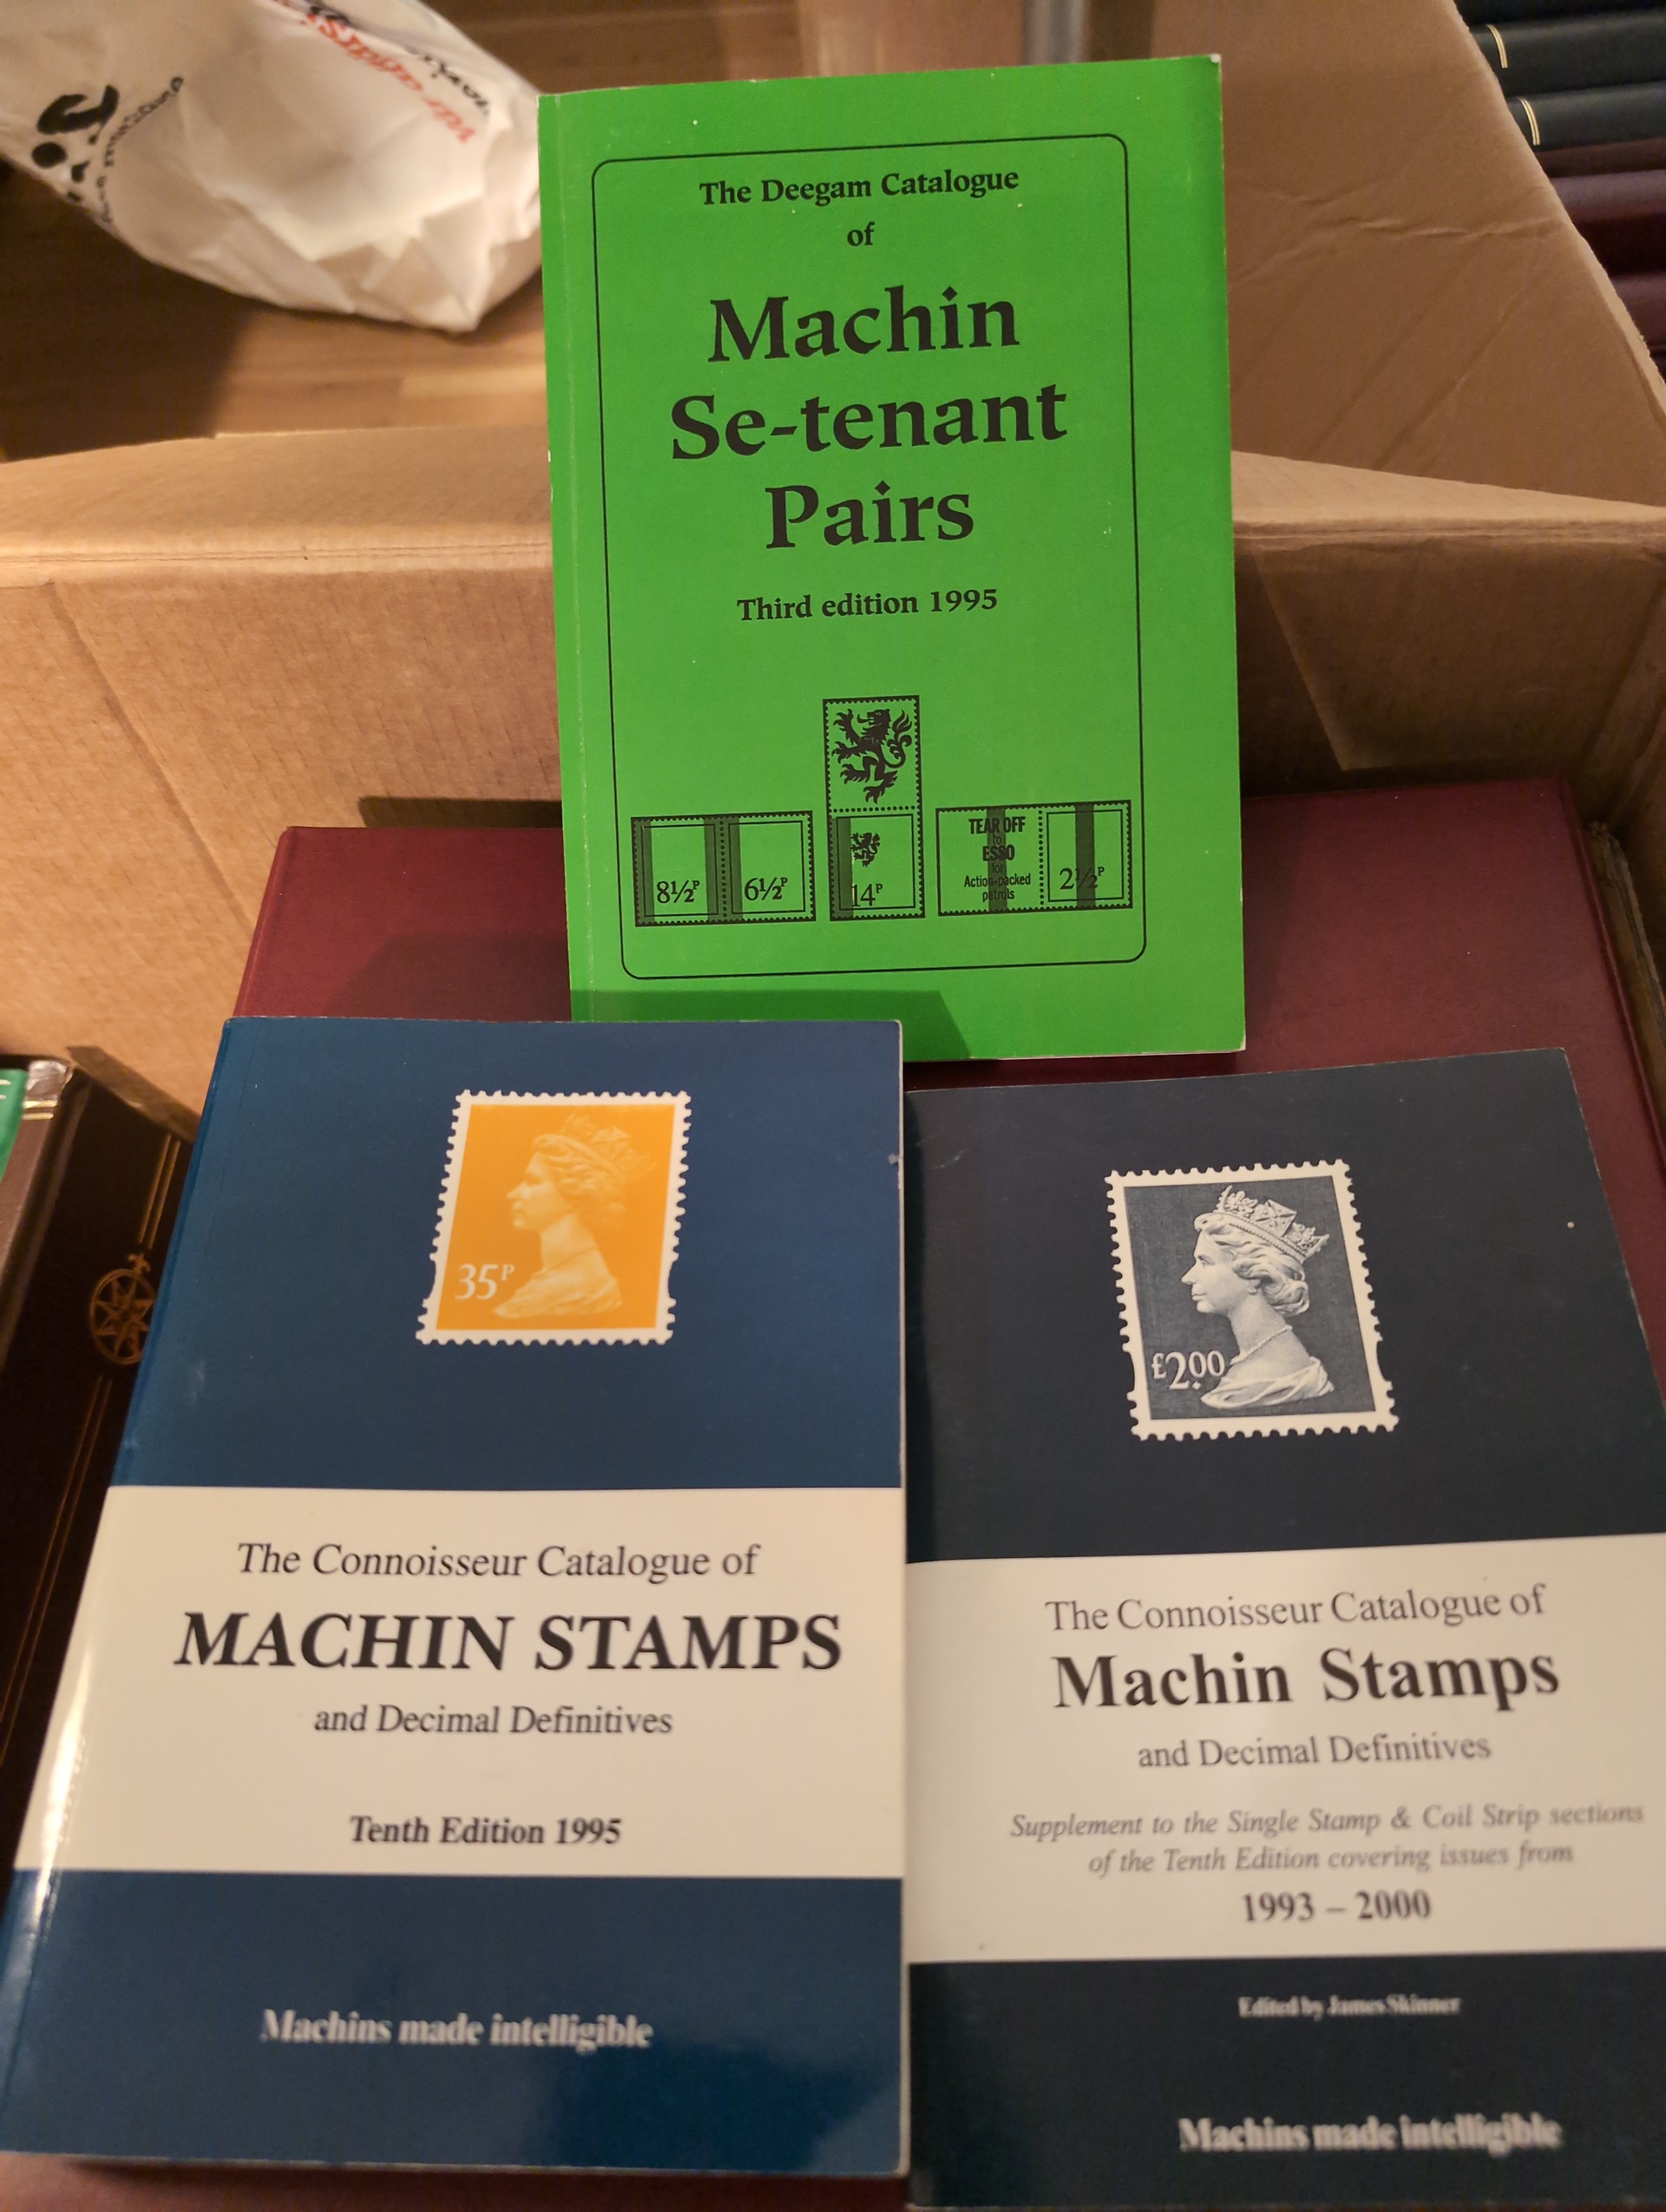 The Deegam Catalogue
of
Machin
Se-tenant
Pairs
Third edition 1995
8½P
6½P
14P
TEAR OFF
to
ESSO
for
Action-packed
petrols
2½P
35P
The Connoisseur Catalogue of
MACHIN STAMPS
and Decimal Definitives
Tenth Edition 1995
Machins made intelligible
£2.00
The Connoisseur Catalogue of
Machin Stamps
and Decimal Definitives
Supplement to the Single Stamp & Coil Strip sections
of the Tenth Edition covering issues from
1993 – 2000
Edited by James Skinner
Machins made intelligible